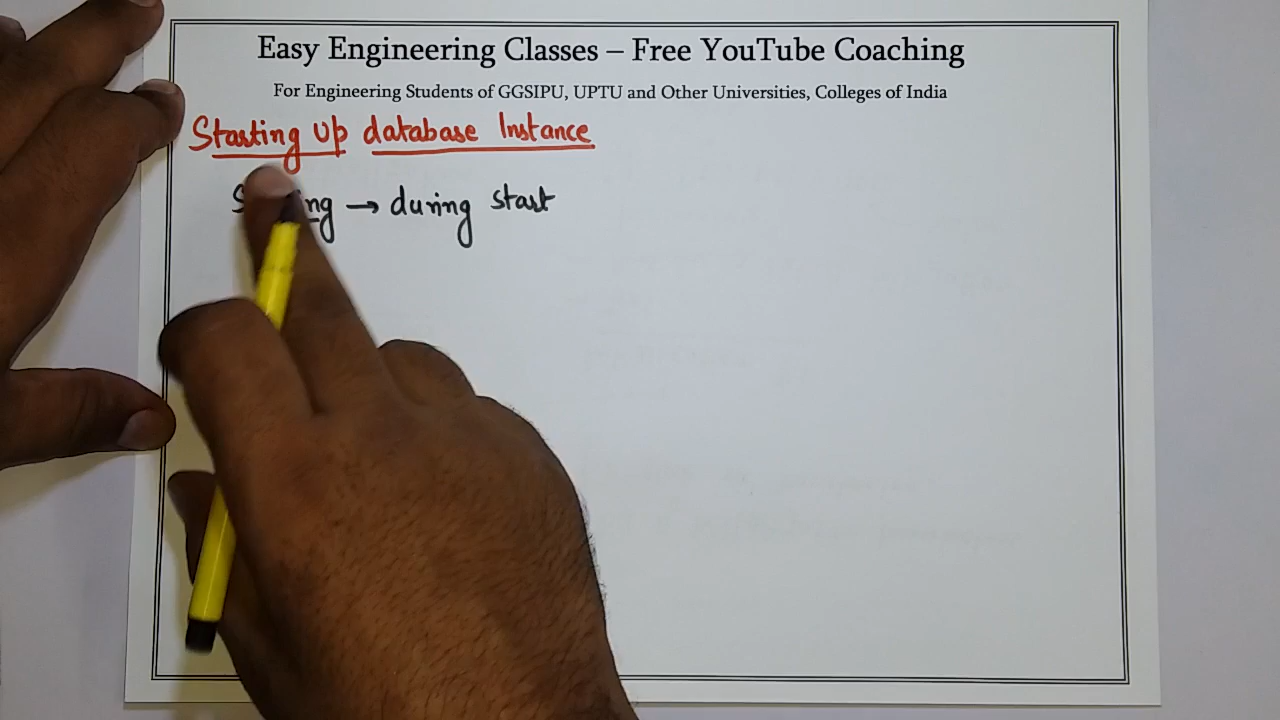 Easy Engineering Classes – Free YouTube Coaching
For Engineering Students of GGSIPU, UPTU and Other Universities, Colleges of India
Starting Up database Instance
→ during start